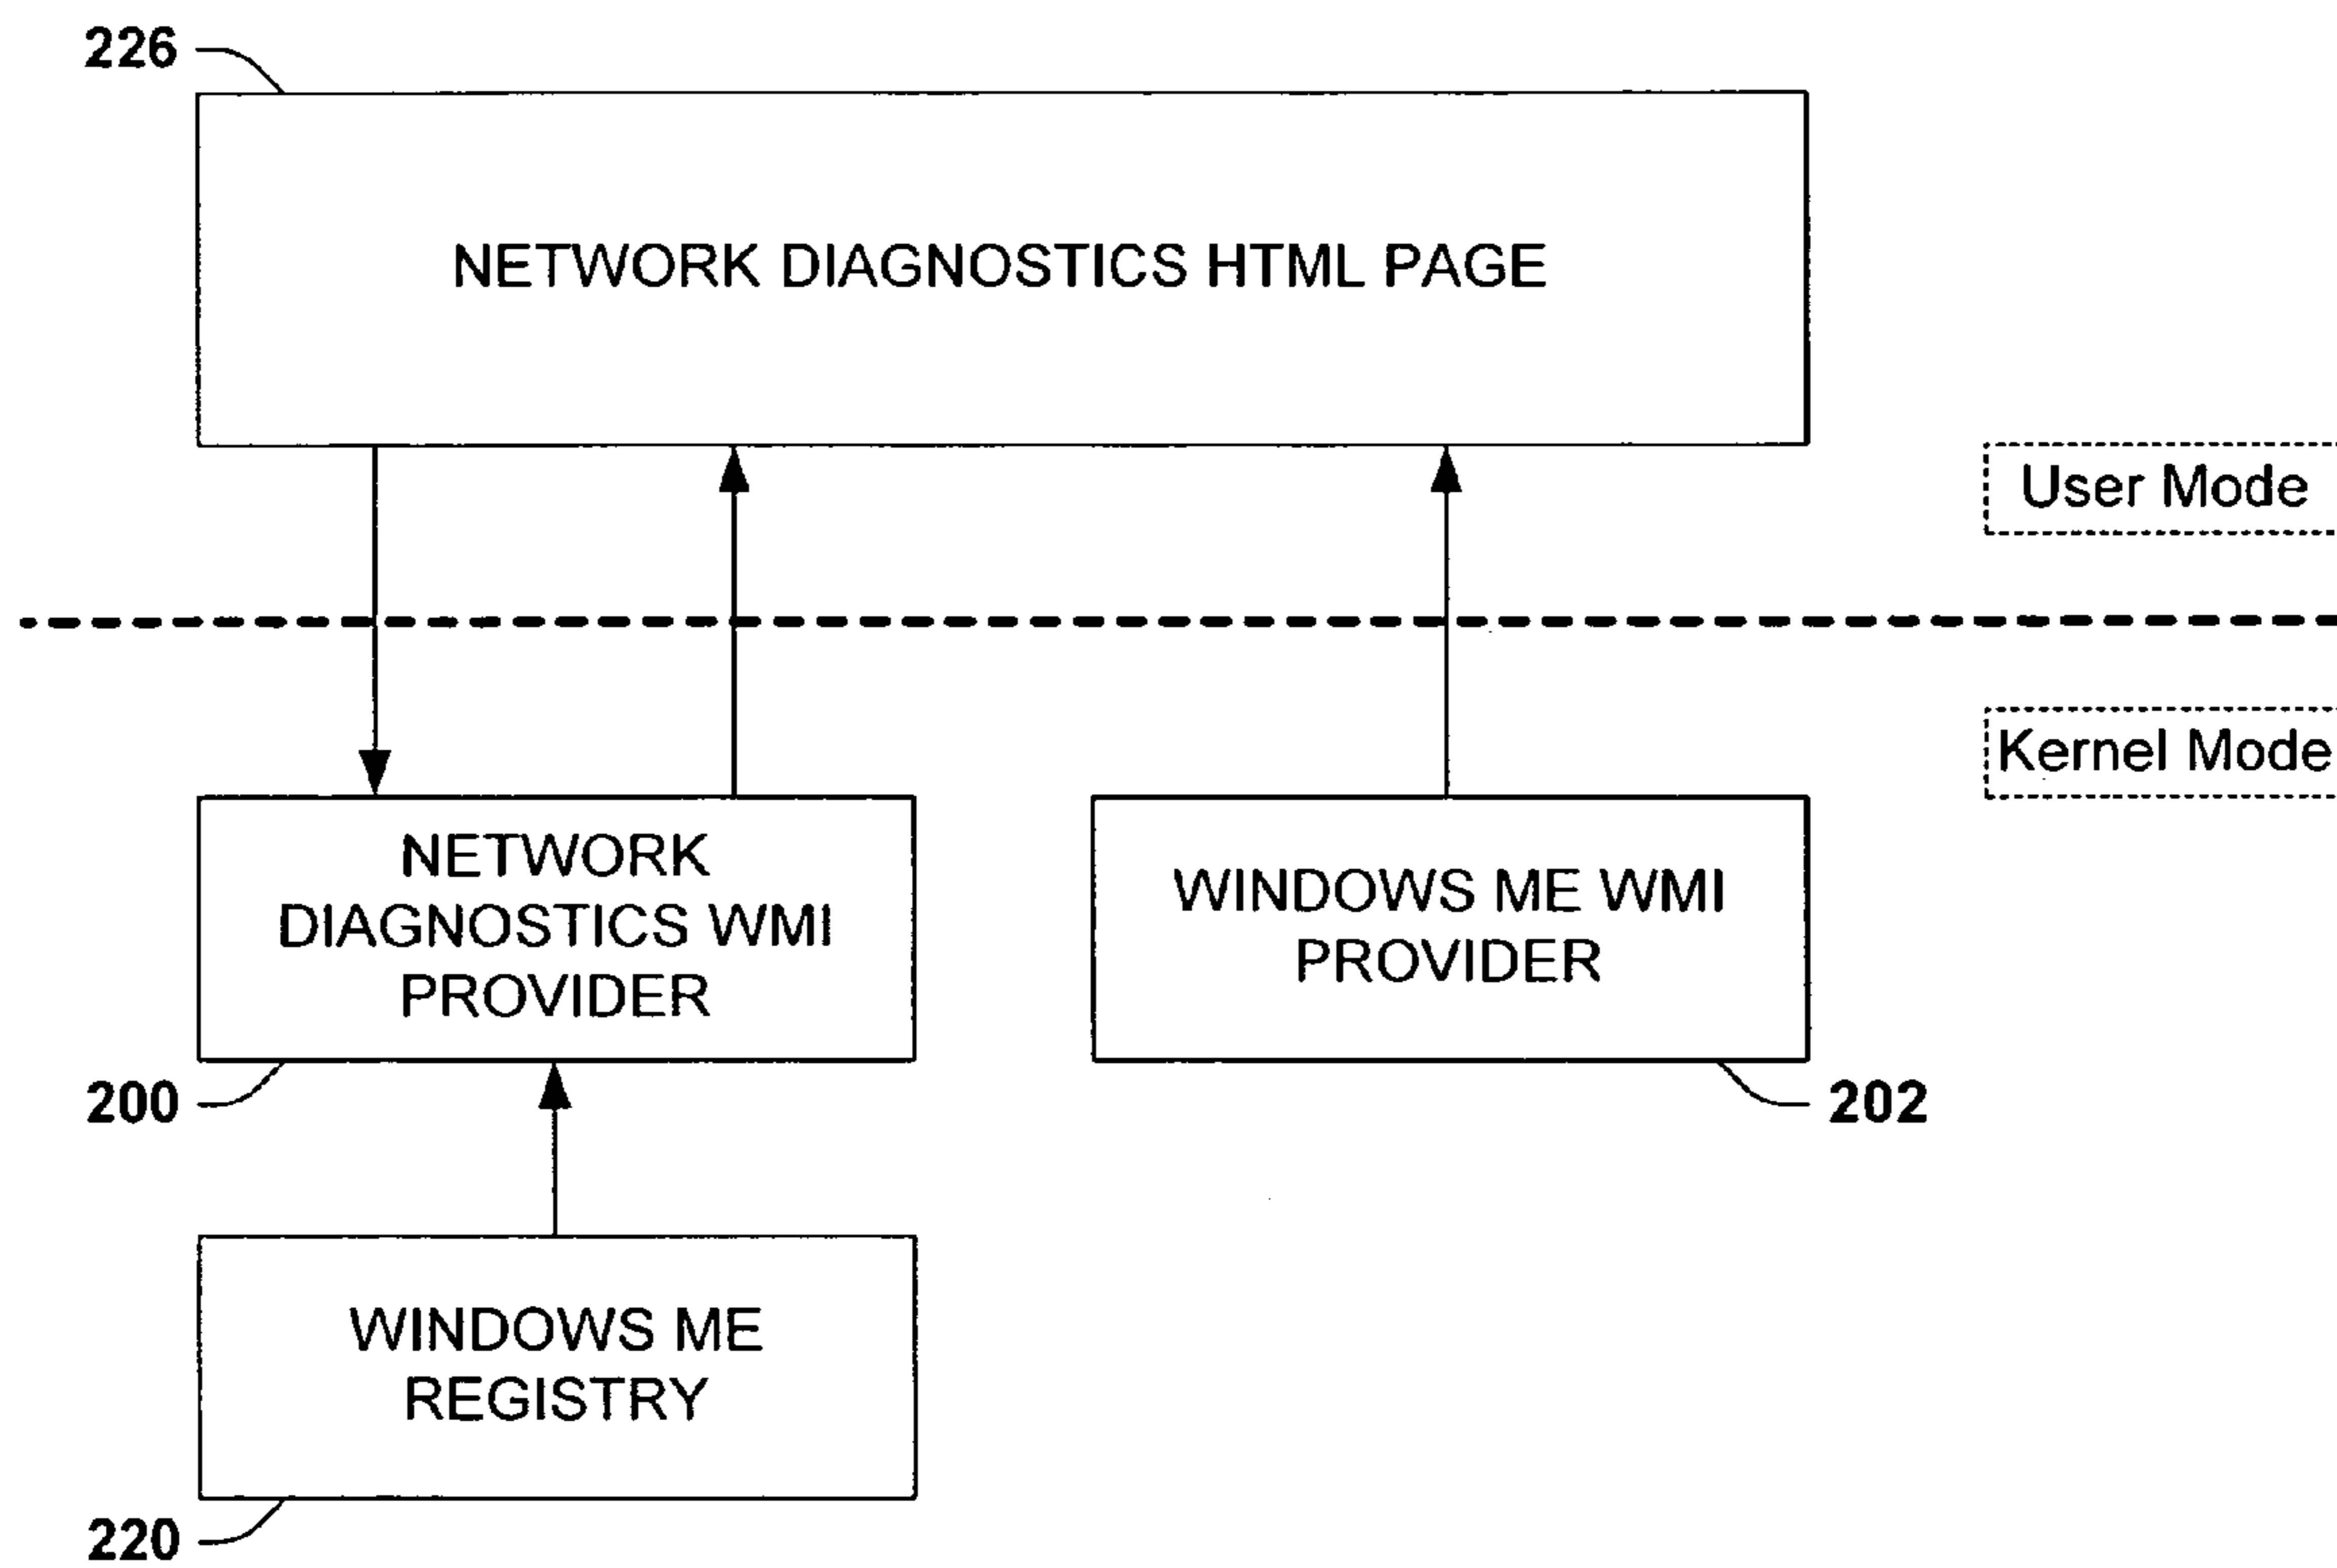 226
NETWORK DIAGNOSTICS HTML PAGE
User Mode
Kernel Mode
NETWORK
DIAGNOSTICS WMI
PROVIDER
WINDOWS ME WMI
PROVIDER
200
202
WINDOWS ME
REGISTRY
220